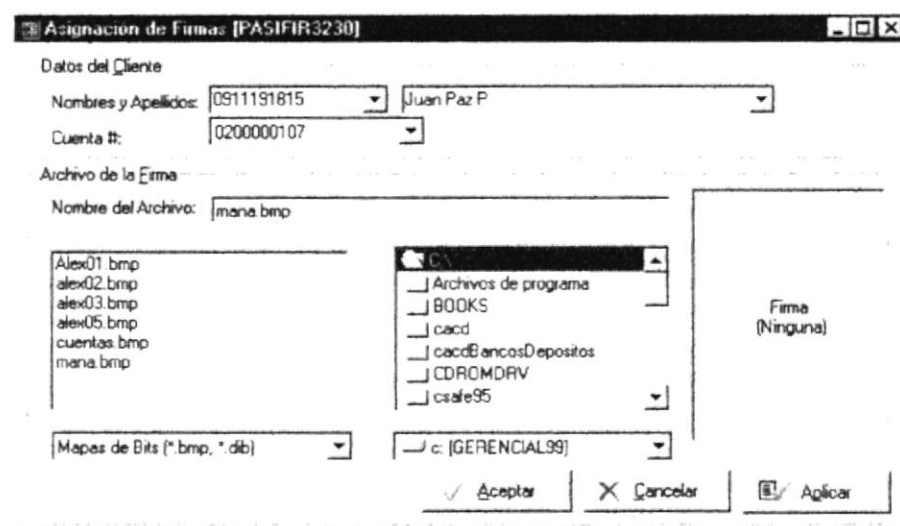 Asignación de Firmas [PASIFIR3230]
Datos del Cliente
Nombres y Apellidos: 0911191815 Juan Paz P
Cuenta #: 0200000107
Archivo de la Firma
Nombre del Archivo: mana.bmp
Alex01.bmp
alex02.bmp
alex03.bmp
alex05.bmp
cuentas.bmp
mana.bmp
C:\
Archivos de programa
BOOKS
cacd
cacdBancosDepositos
CDROMDRV
csafe95
Firma
(Ninguna)
Mapas de Bits (*.bmp, *.dib)
c: [GERENCIAL99]
Aceptar Cancelar Aplicar